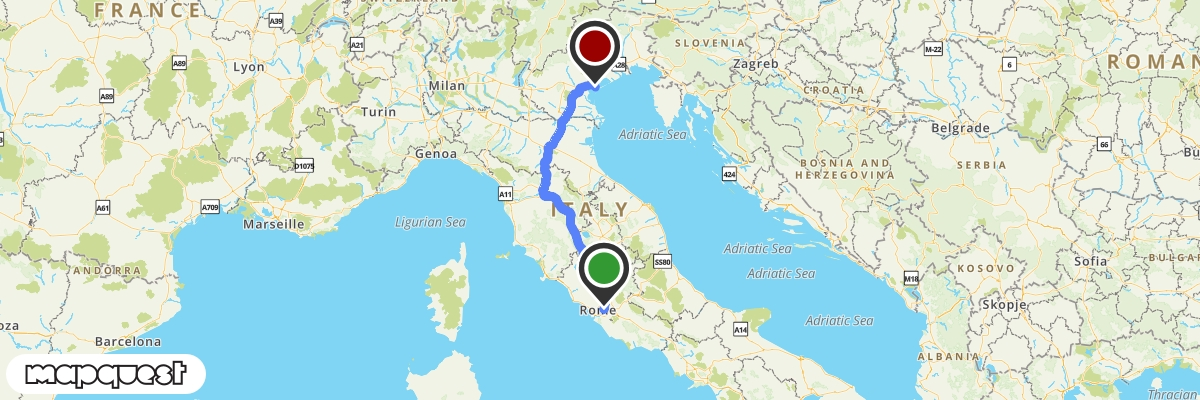 FRANCE
A39
SWITZERLAND
A21
A89
Lyon
A89
Milan
Turin
Genoa
A28
SLOVENIA
Zagreb
CROATIA
M-22
6
ROMAN
Belgrade
66
Bu
SERBIA
BOSNIA AND
HERZEGOVINA
424
Adriatic Sea
D1075
A61
A709
Marseille
ANDORRA
Ligurian Sea
A11
ITALY
SS80
Rome
Adriatic Sea
Adriatic Sea
Adriatic Sea
A14
M18
KOSOVO
Sofia
BULGAR
Skopje
ALBANIA
Thracian
oza
Barcelona
mapquest